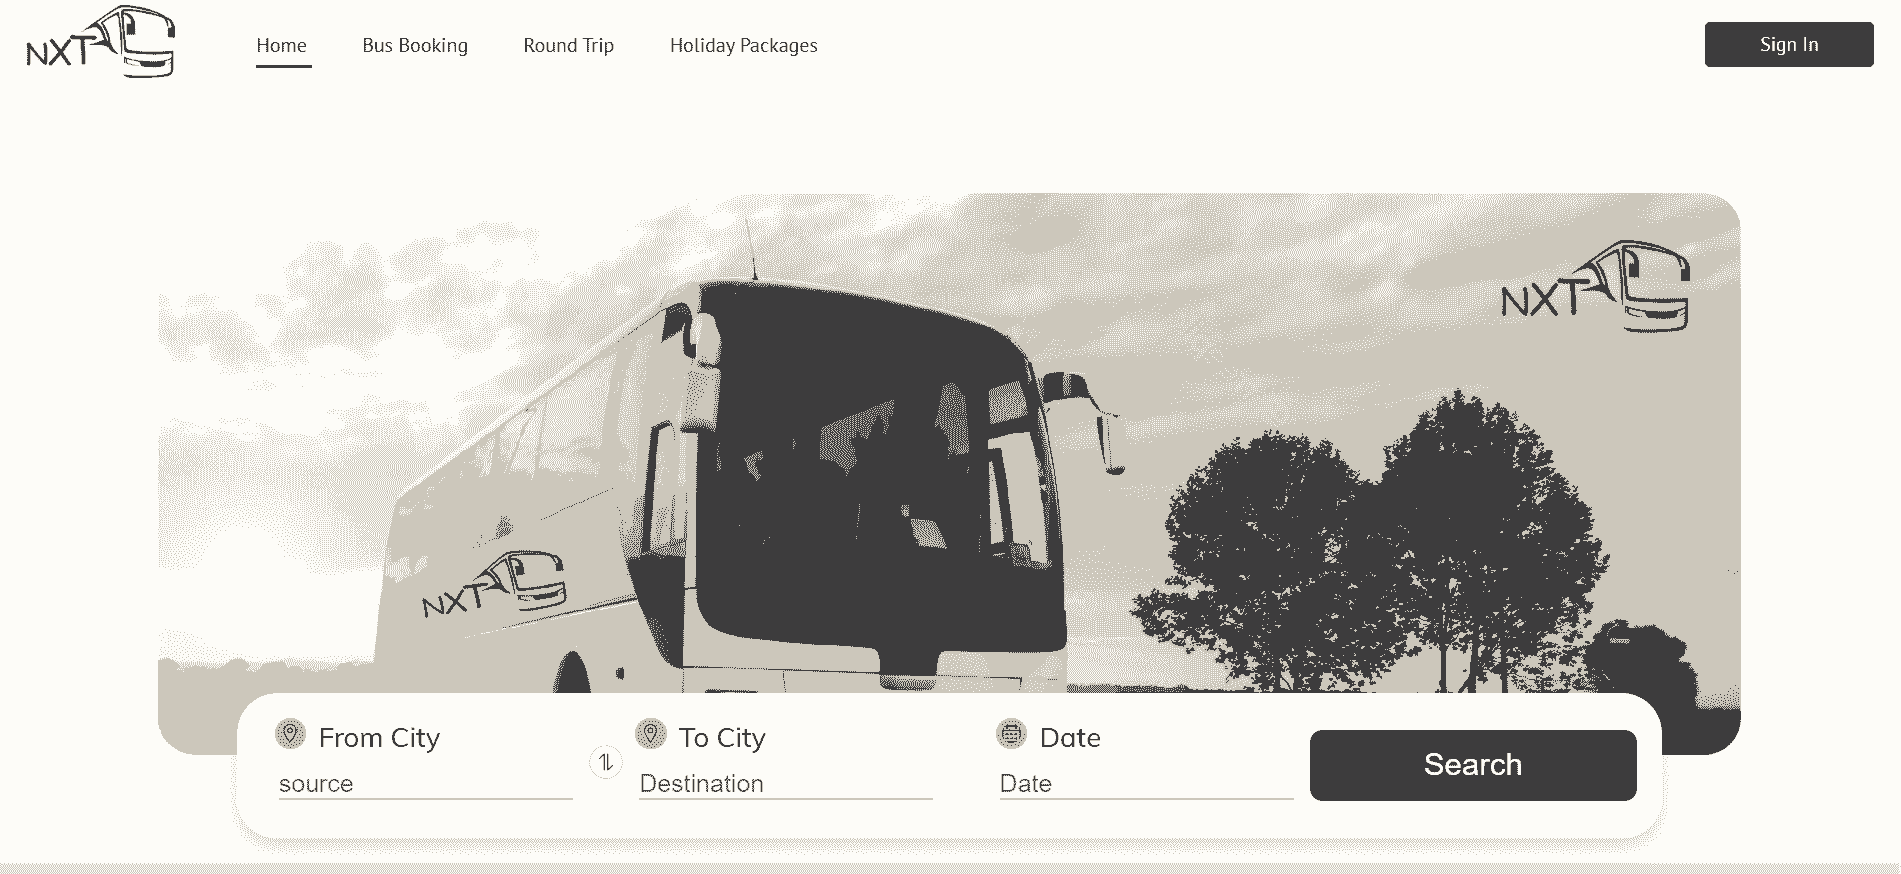 NXT
Home
Bus Booking
Round Trip
Holiday Packages
Sign In
NXT
NXT
From City
To City
Date
source
Destination
Date
Search